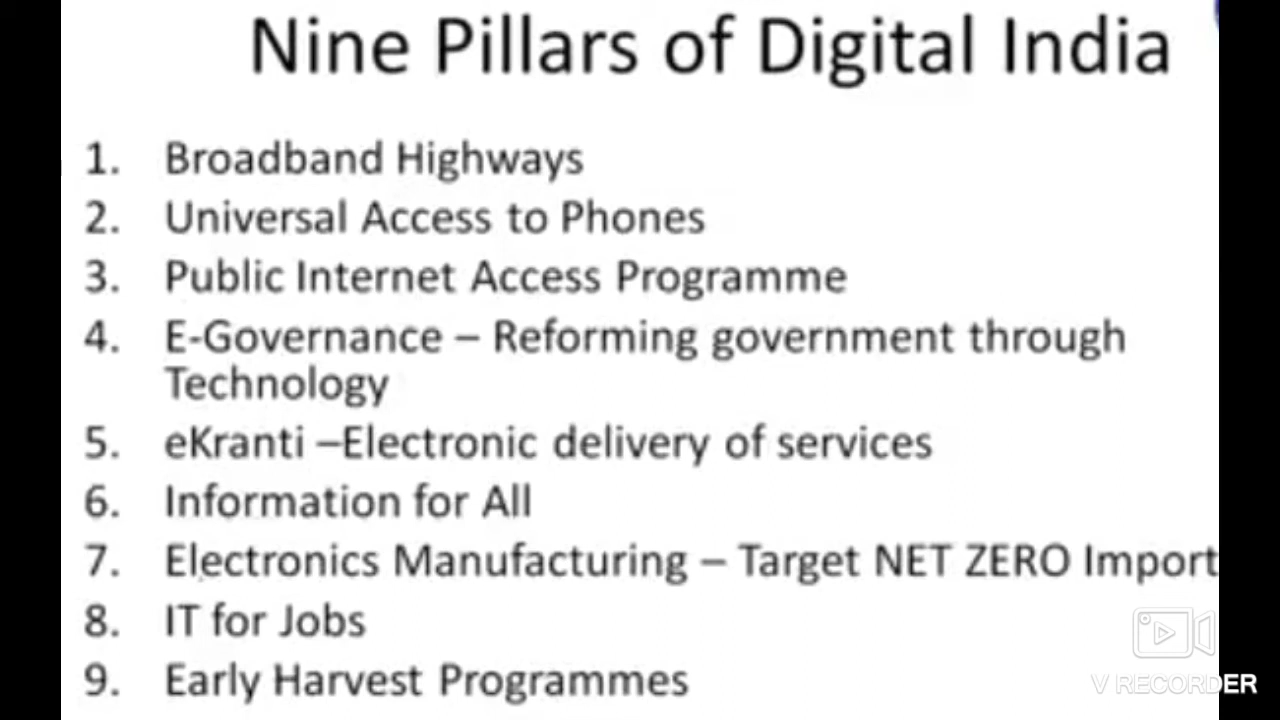 Nine Pillars of Digital India
1. Broadband Highways
2. Universal Access to Phones
3. Public Internet Access Programme
4. E-Governance – Reforming government through
Technology
5. eKranti –Electronic delivery of services
6. Information for All
7. Electronics Manufacturing – Target NET ZERO Import
8. IT for Jobs
9. Early Harvest Programmes
V RECORDER